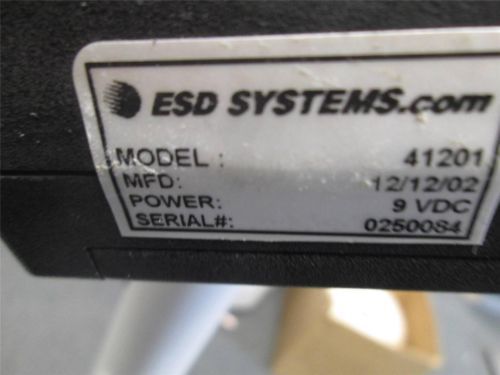 ESD SYSTEMS.com
MODEL: 41201
MFD: 12/12/02
POWER: 9 VDC
SERIAL#: 0250084